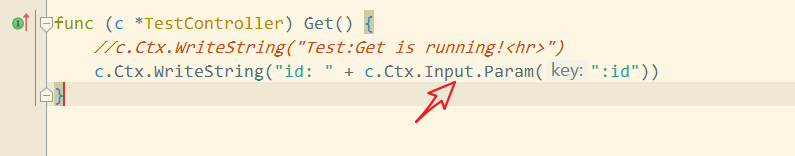 func (c *TestController) Get() {
//c.Ctx.WriteString("Test:Get is running!<hr>")
c.Ctx.WriteString("id: " + c.Ctx.Input.Param( key: ":id"))
}